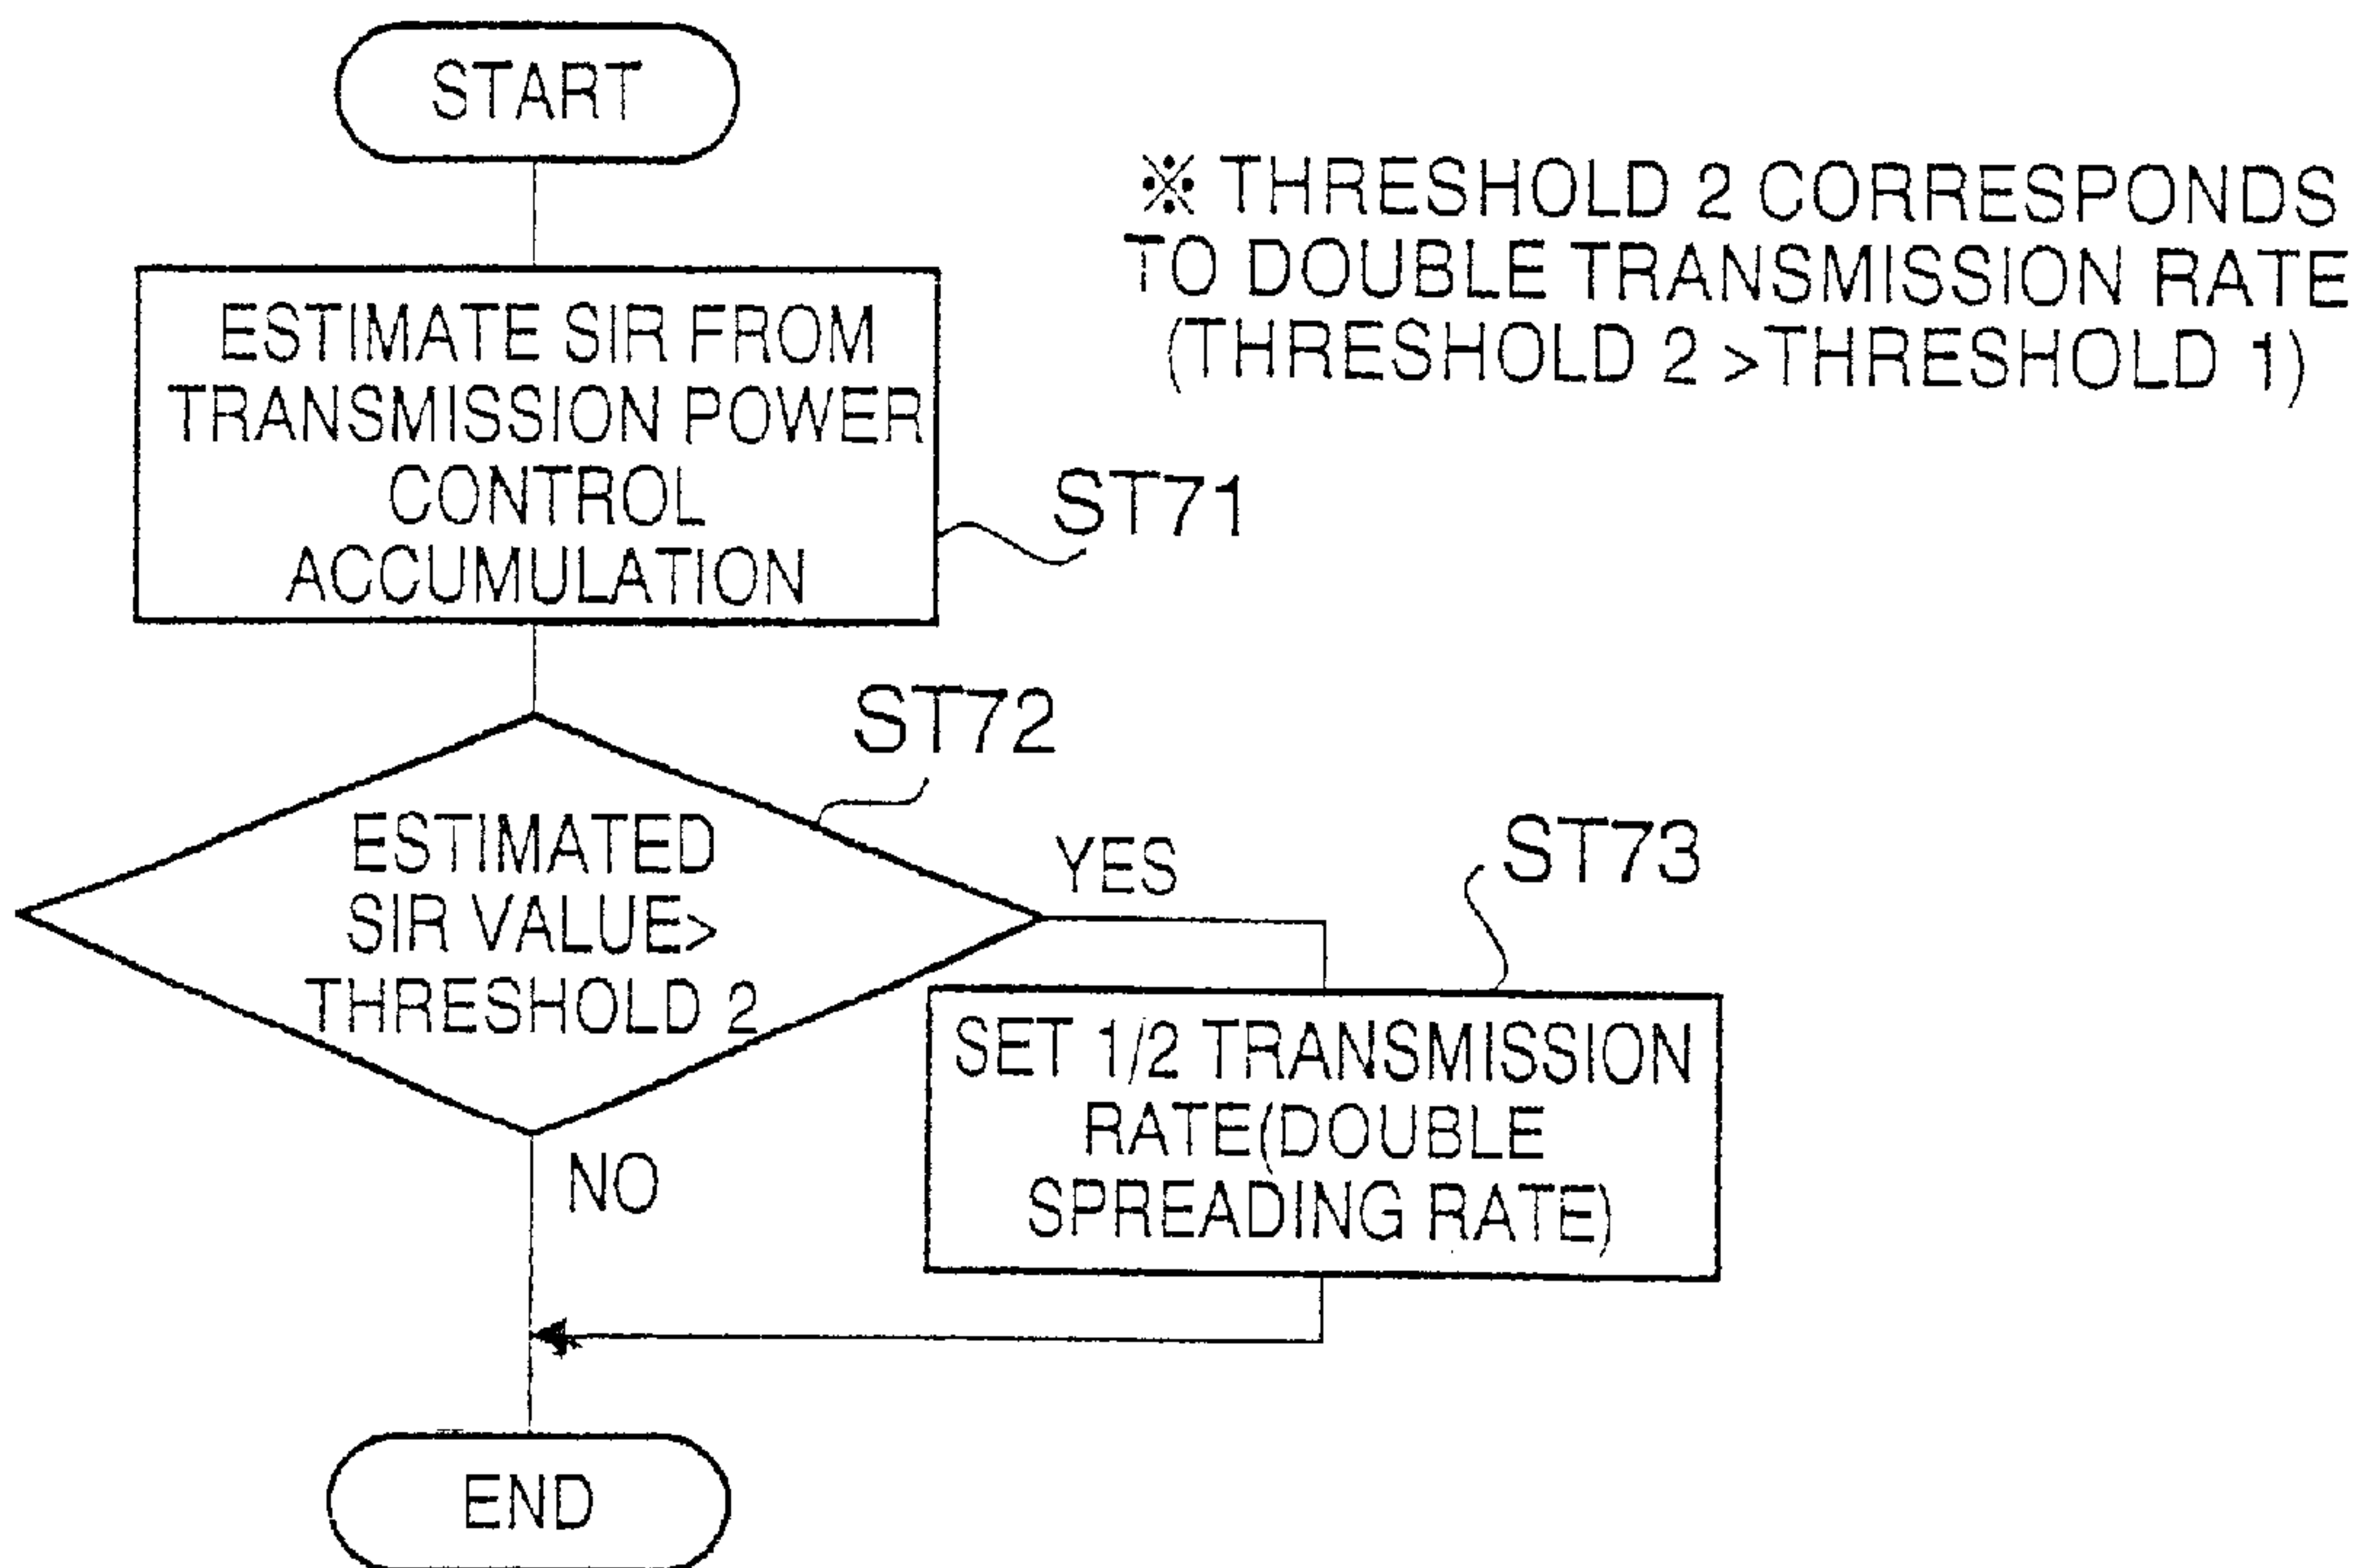 START
※ THRESHOLD 2 CORRESPONDS
TO DOUBLE TRANSMISSION RATE
(THRESHOLD 2 >THRESHOLD 1)
ESTIMATE SIR FROM
TRANSMISSION POWER
CONTROL
ACCUMULATION
ST71
ST72
ESTIMATED
SIR VALUE>
THRESHOLD 2
YES
ST73
SET 1/2 TRANSMISSION
RATE(DOUBLE
SPREADING RATE)
NO
END